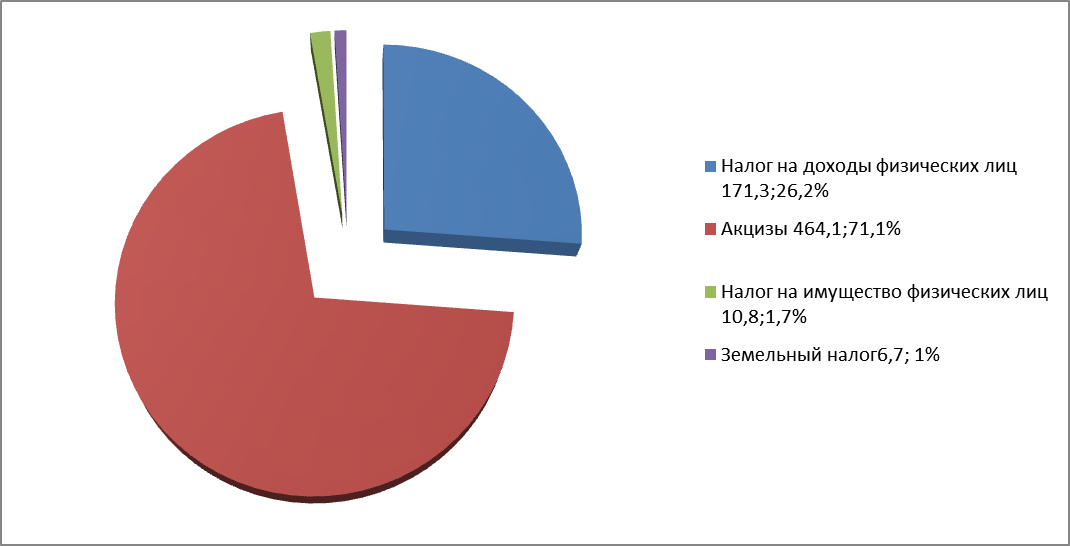 Налог на доходы физических лиц
171,3;26,2%
Акцизы 464,1;71,1%
Налог на имущество физических лиц
10,8;1,7%
Земельный налог6,7; 1%